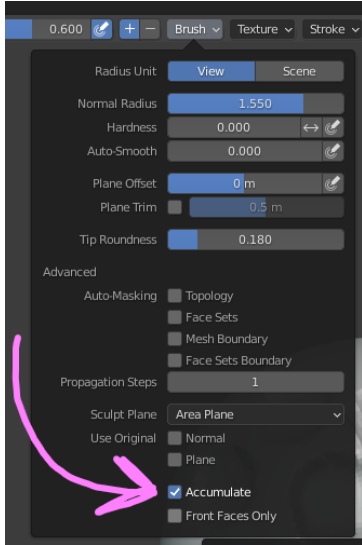 0.600 + − Brush Texture Stroke
Radius Unit View Scene
Normal Radius 1.550
Hardness 0.000
Auto-Smooth 0.000
Plane Offset 0 m
Plane Trim 0.5 m
Tip Roundness 0.180
Advanced
Auto-Masking Topology
Face Sets
Mesh Boundary
Face Sets Boundary
Propagation Steps 1
Sculpt Plane Area Plane
Use Original Normal
Plane
Accumulate
Front Faces Only